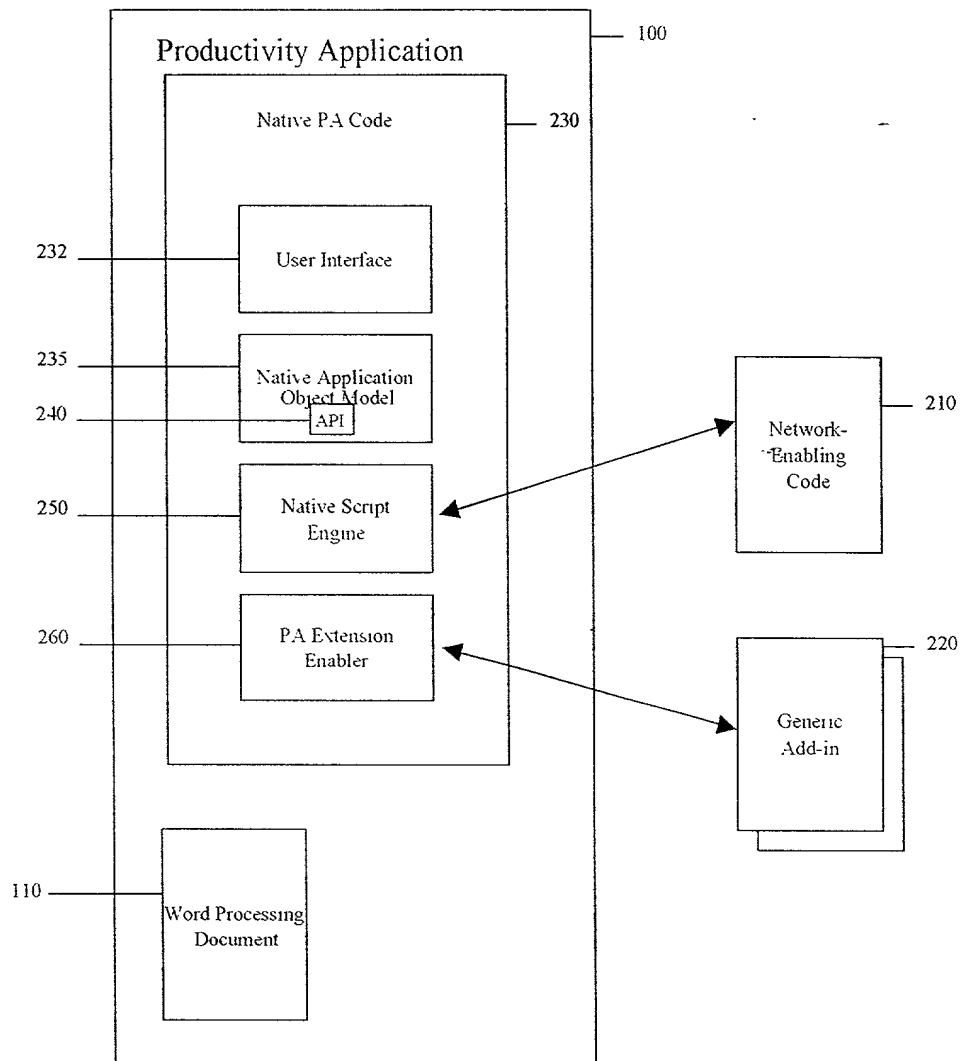 100
Productivity Application
Native PA Code
230
232
User Interface
235
Native Application
Object Model
240
API
210
Network-
Enabling
Code
250
Native Script
Engine
260
PA Extension
Enabler
220
Generic
Add-in
110
Word Processing
Document